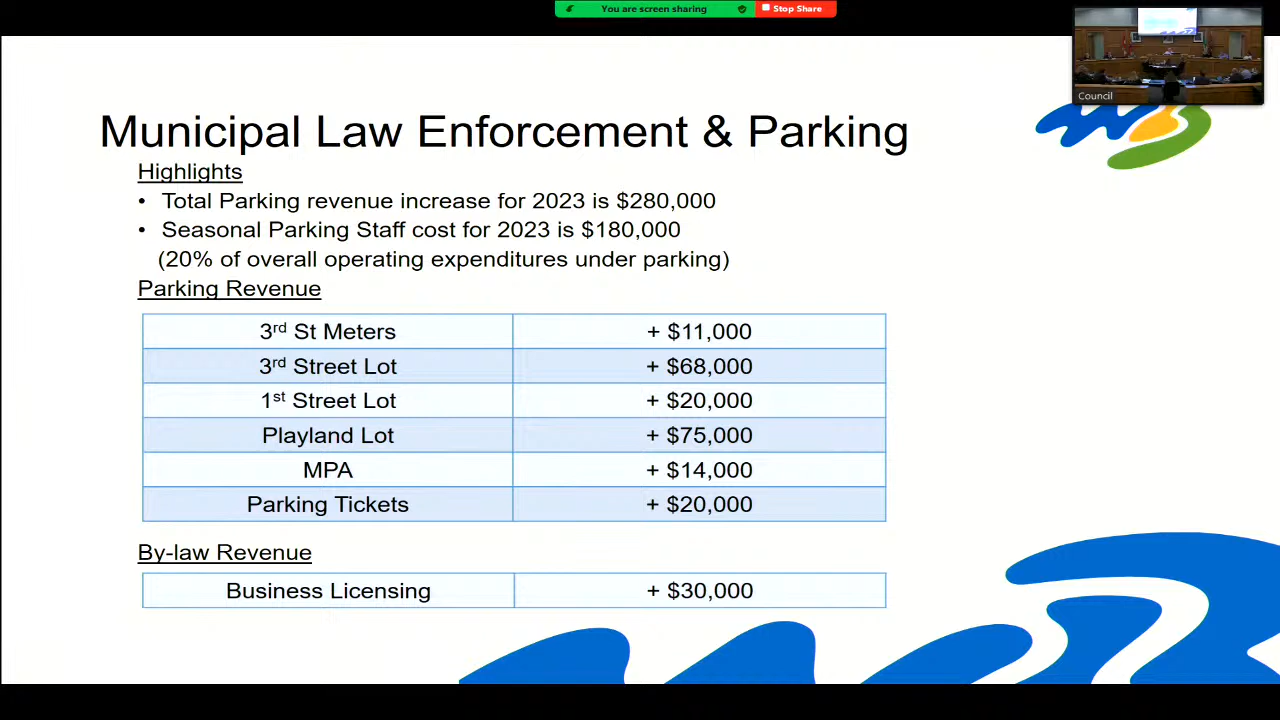 You are screen sharing
Stop Share
Council
Municipal Law Enforcement & Parking
Highlights
• Total Parking revenue increase for 2023 is $280,000
• Seasonal Parking Staff cost for 2023 is $180,000
(20% of overall operating expenditures under parking)
Parking Revenue
3rd St Meters + $11,000
3rd Street Lot + $68,000
1st Street Lot + $20,000
Playland Lot + $75,000
MPA + $14,000
Parking Tickets + $20,000
By-law Revenue
Business Licensing + $30,000